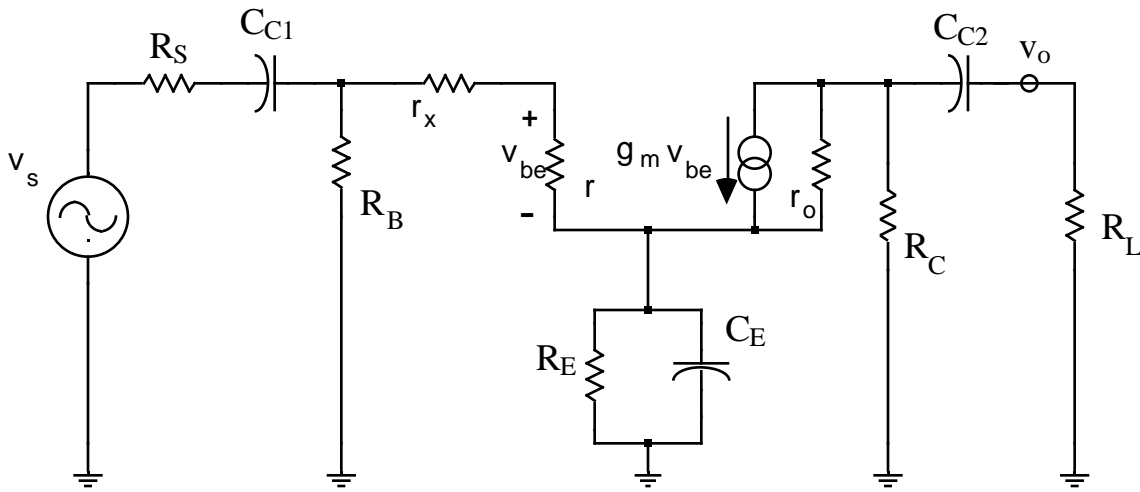 C_C1
R_S
C_C2
v_o
r_x
+
v_be
-
r
g_m v_be
r_o
v_s
R_B
R_C
R_L
R_E
C_E